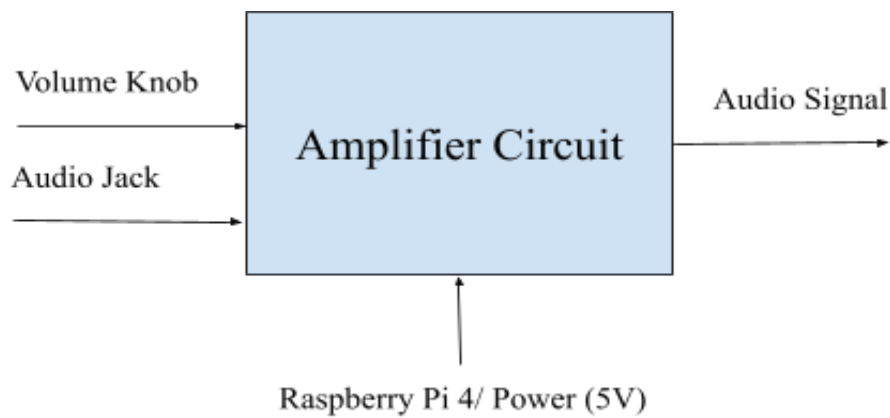 Volume Knob
Audio Signal
Amplifier Circuit
Audio Jack
Raspberry Pi 4/ Power (5V)